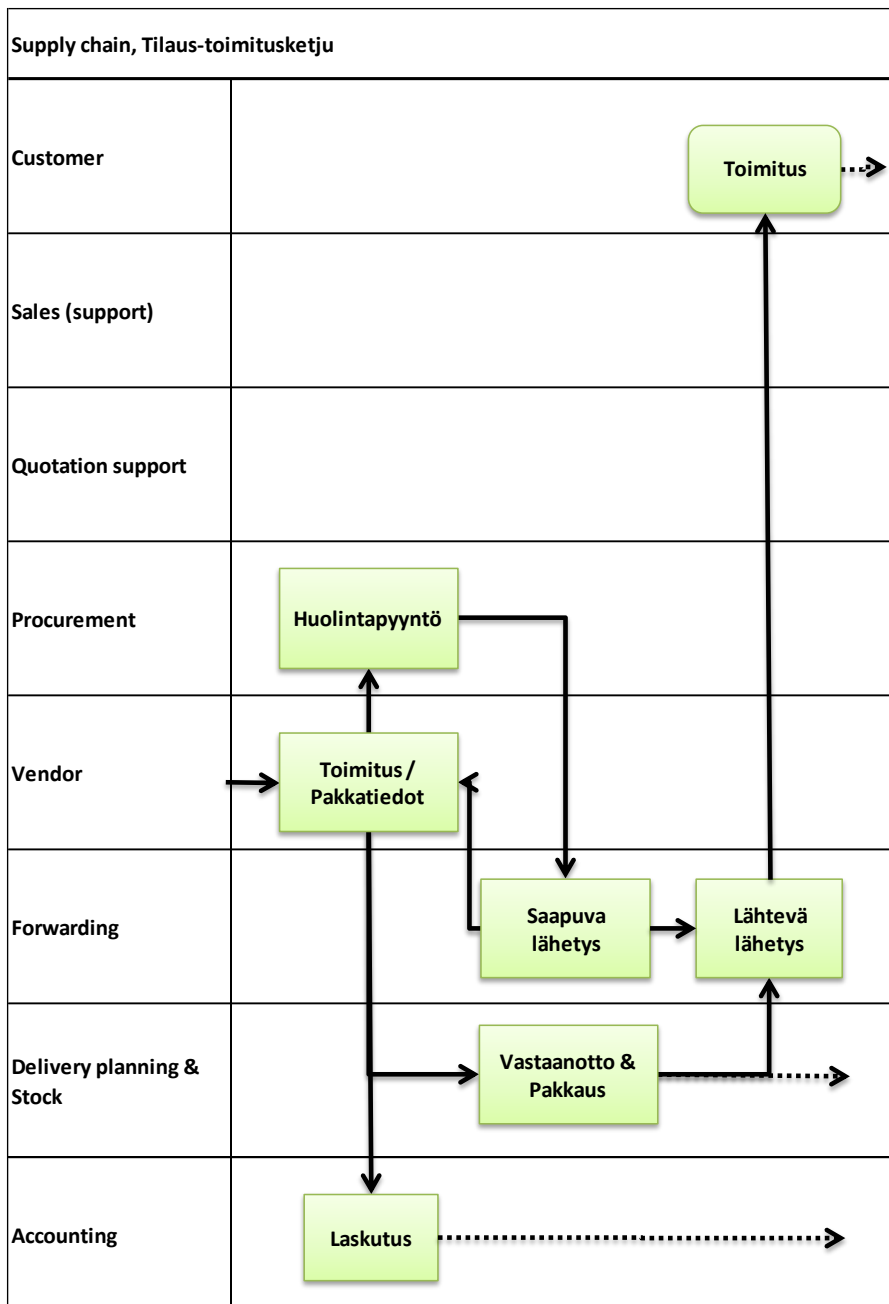 Supply chain, Tilaus-toimitusketju
Customer
Toimitus
Sales (support)
Quotation support
Procurement
Huolintapyyntö
Vendor
Toimitus /
Pakkatiedot
Forwarding
Saapuva
lähetys
Lähtevä
lähetys
Delivery planning &
Stock
Vastaanotto &
Pakkaus
Accounting
Laskutus